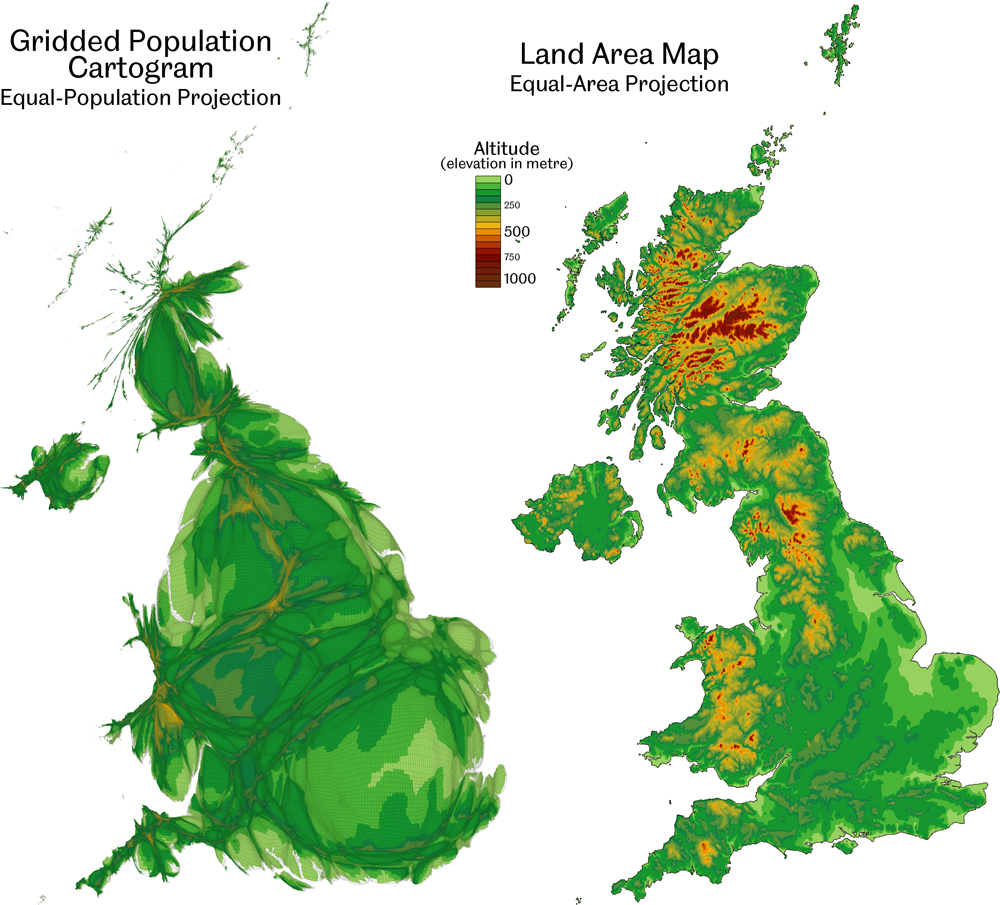 Gridded Population
Cartogram
Equal-Population Projection
Land Area Map
Equal-Area Projection
Altitude
(elevation in metre)
0
250
500
750
1000